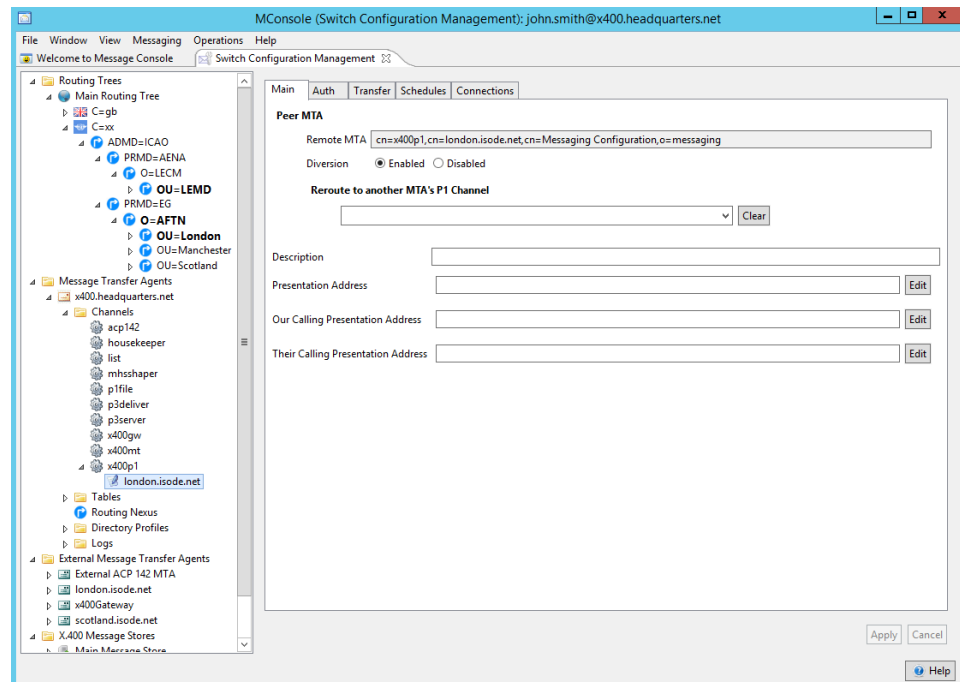 MConsole (Switch Configuration Management): john.smith@x400.headquarters.net
File Window View Messaging Operations Help
Welcome to Message Console
Switch Configuration Management
Routing Trees
Main Routing Tree
C=gb
C=xx
ADMD=ICAO
PRMD=AENA
O=LECM
OU=LEMD
PRMD=EG
O=AFTN
OU=London
OU=Manchester
OU=Scotland
Message Transfer Agents
x400.headquarters.net
Channels
acp142
housekeeper
list
mhsshaper
p1file
p3deliver
p3server
x400gw
x400mt
x400p1
london.isode.net
Tables
Routing Nexus
Directory Profiles
Logs
External Message Transfer Agents
External ACP 142 MTA
london.isode.net
x400Gateway
scotland.isode.net
X.400 Message Stores
Main Message Store
Main Auth Transfer Schedules Connections
Peer MTA
Remote MTA cn=x400p1,cn=london.isode.net,cn=Messaging Configuration,o=messaging
Diversion Enabled Disabled
Reroute to another MTA's P1 Channel
Clear
Description
Presentation Address Edit
Our Calling Presentation Address Edit
Their Calling Presentation Address Edit
Apply Cancel
Help